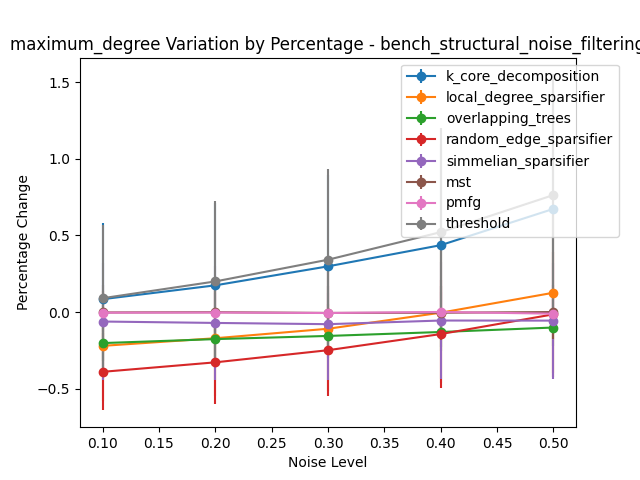 maximum_degree Variation by Percentage - bench_structural_noise_filtering
k_core_decomposition
local_degree_sparsifier
overlapping_trees
random_edge_sparsifier
simmelian_sparsifier
mst
pmfg
threshold
Percentage Change
1.5
1.0
0.5
0.0
−0.5
0.10
0.15
0.20
0.25
0.30
0.35
0.40
0.45
0.50
Noise Level